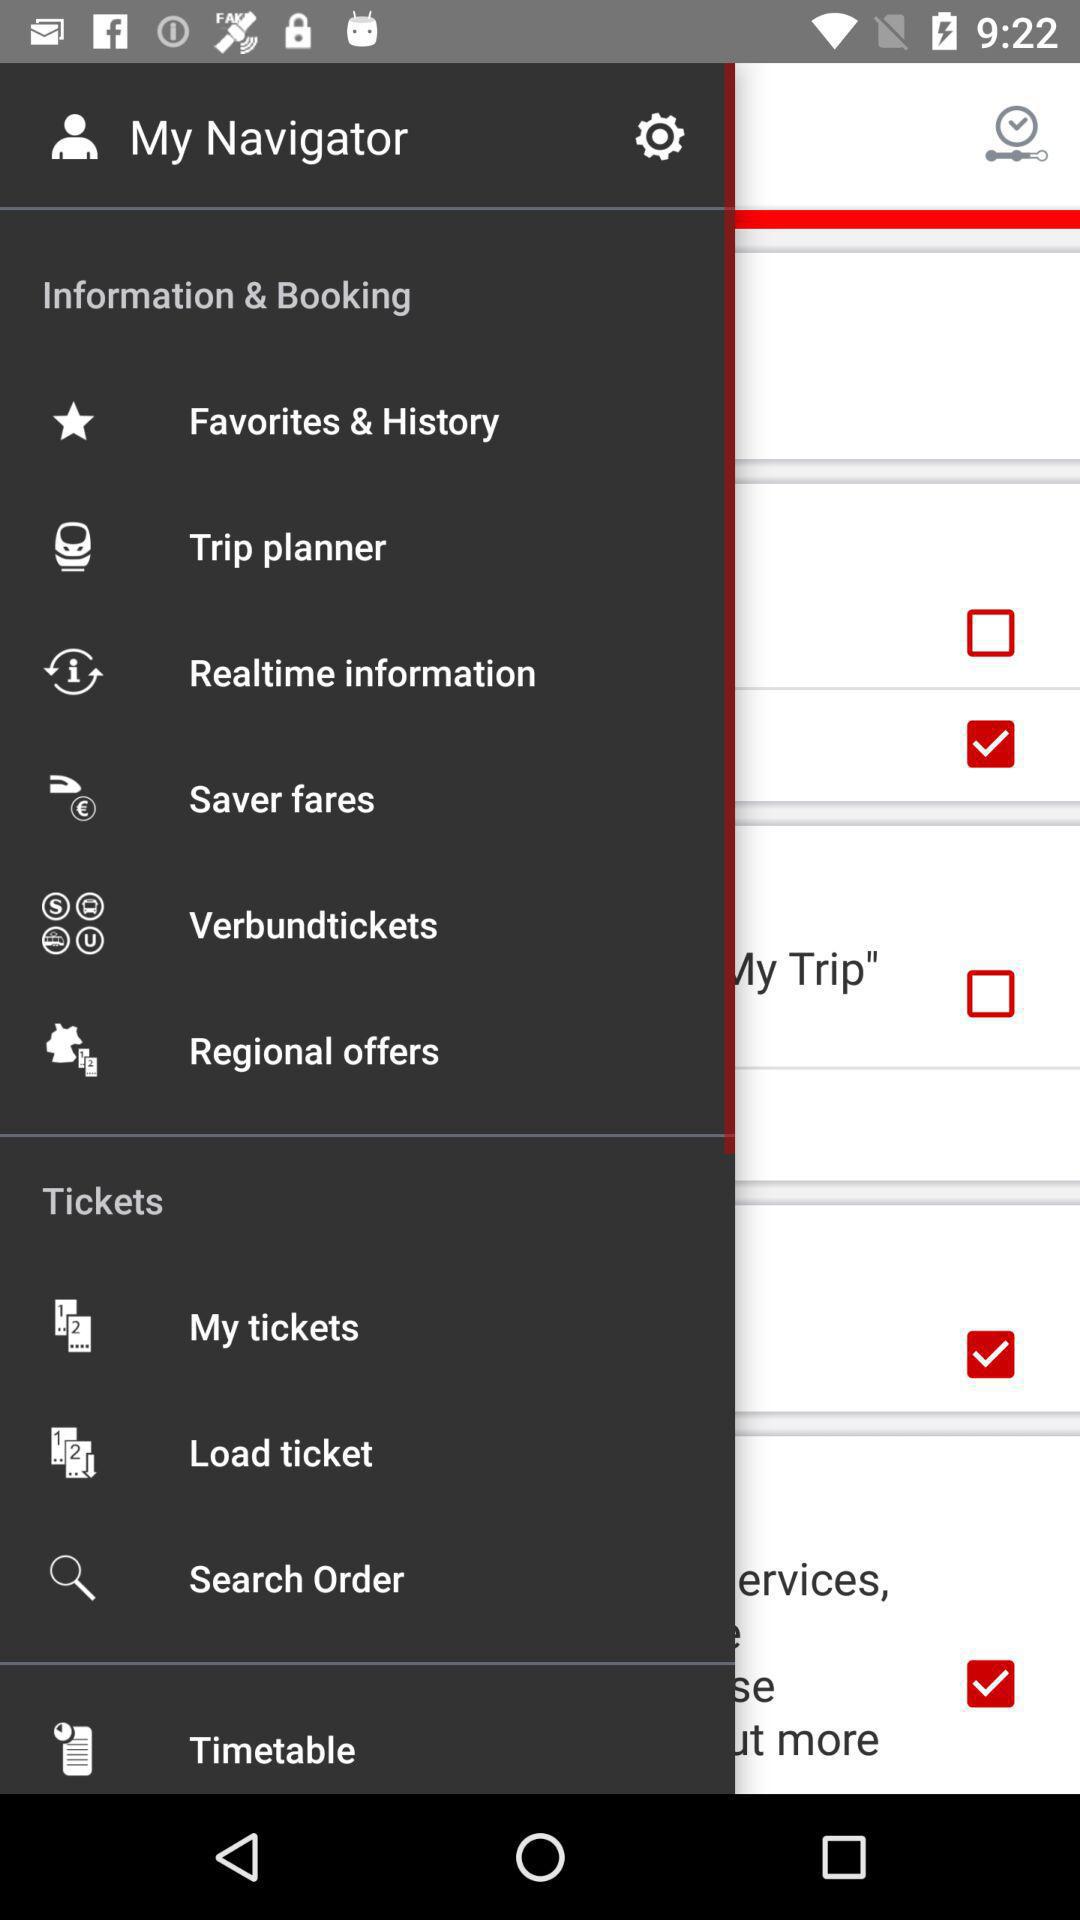 9:22
My Navigator
Information & Booking
Favorites & History
Trip planner
Realtime information
Saver fares
Verbundtickets
My Trip"
Regional offers
Tickets
My tickets
Load ticket
Search Order
ervices,
e
se
ut more
Timetable